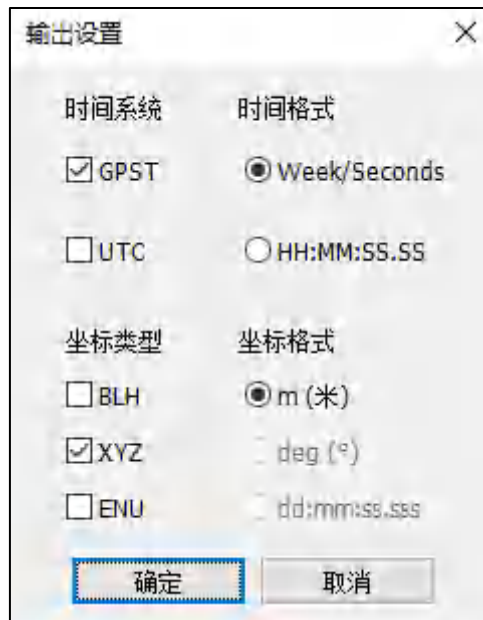 输出设置
时间系统 时间格式
GPST Week/Seconds
UTC HH:MM:SS.SS
坐标类型 坐标格式
BLH m (米)
XYZ deg (°)
ENU dd:mm:ss.sss
确定 取消